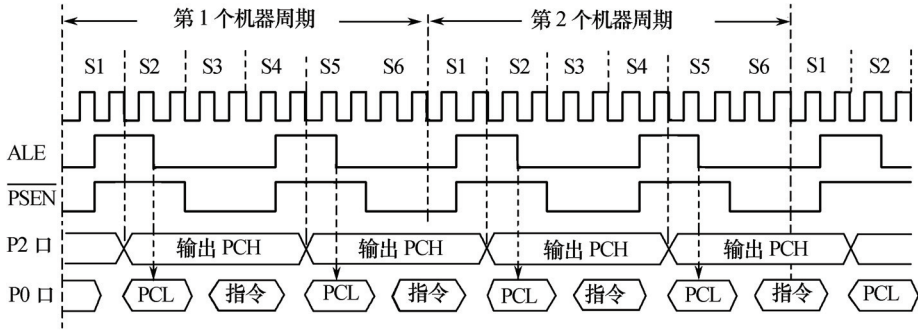 第 1 个机器周期 第 2 个机器周期
S1 S2 S3 S4 S5 S6 S1 S2 S3 S4 S5 S6 S1 S2
ALE
PSEN
P2 口 输出 PCH 输出 PCH 输出 PCH 输出 PCH
P0 口 PCL 指令 PCL 指令 PCL 指令 PCL 指令 PCL